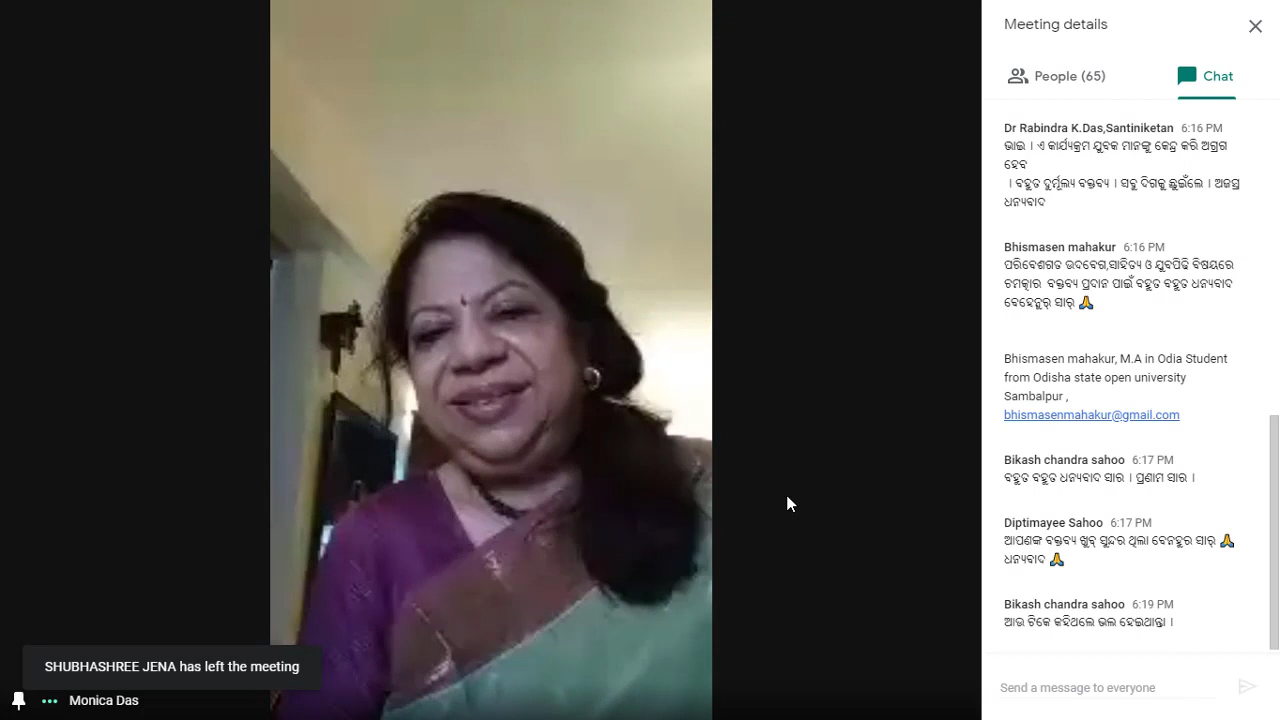 Meeting details
People (65)
Chat
Dr Rabindra K.Das,Santiniketan 6:16 PM
ଭାଇ । ଏ କାର୍ଯ୍ୟକ୍ରମ ଯୁବକ ମାନଙ୍କୁ କେନ୍ଦ୍ର କରି ଅଗ୍ରଗ
ହେବ
। ବହୁତ ଦୁର୍ମୂଲ୍ୟ ବକ୍ତବ୍ୟ । ସବୁ ଦିଗକୁ ଛୁଇଁଲେ । ଅଜସ୍ର
ଧନ୍ୟବାଦ
Bhismasen mahakur 6:16 PM
ପରିବେଶଗତ ଉଦବେଗ,ସାହିତ୍ୟ ଓ ଯୁବପିଢି ବିଷୟରେ
ଚମତ୍କାର ବକ୍ତବ୍ୟ ପ୍ରଦାନ ପାଇଁ ବହୁତ ବହୁତ ଧନ୍ୟବାଦ
ବେହେନୁର୍ ସାର୍ 🙏
Bhismasen mahakur, M.A in Odia Student
from Odisha state open university
Sambalpur ,
bhismasenmahakur@gmail.com
Bikash chandra sahoo 6:17 PM
ବହୁତ ବହୁତ ଧନ୍ୟବାଦ ସାର । ପ୍ରଣାମ ସାର ।
Diptimayee Sahoo 6:17 PM
ଆପଣଙ୍କ ବକ୍ତବ୍ୟ ଖୁବ୍ ସୁନ୍ଦର ଥିଲା ବେନହୁର ସାର୍ 🙏
ଧନ୍ୟବାଦ 🙏
Bikash chandra sahoo 6:19 PM
ଆଉ ଟିକେ କହିଥଲେ ଭଲ ହେଇଥାନ୍ତା ।
SHUBHASHREE JENA has left the meeting
Monica Das
Send a message to everyone